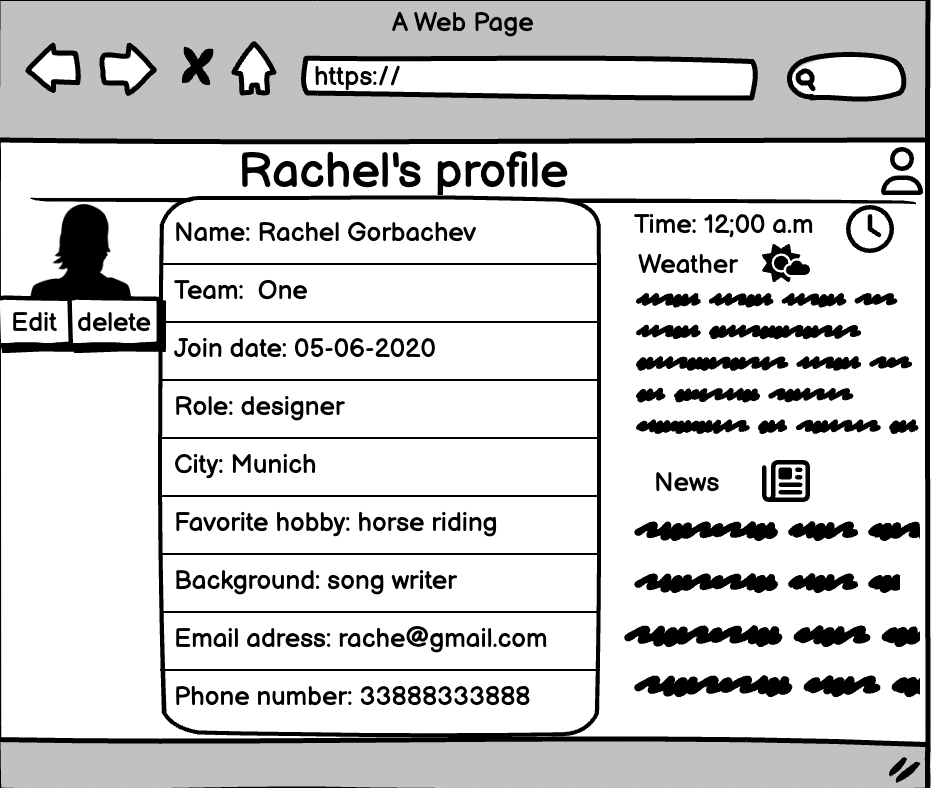 A Web Page
https://
Rachel's profile
Edit
delete
Name: Rachel Gorbachev
Team:  One
Join date: 05-06-2020
Role: designer
City: Munich
Favorite hobby: horse riding
Background: song writer
Email adress: rache@gmail.com
Phone number: 33888333888
Time: 12;00 a.m
Weather
News